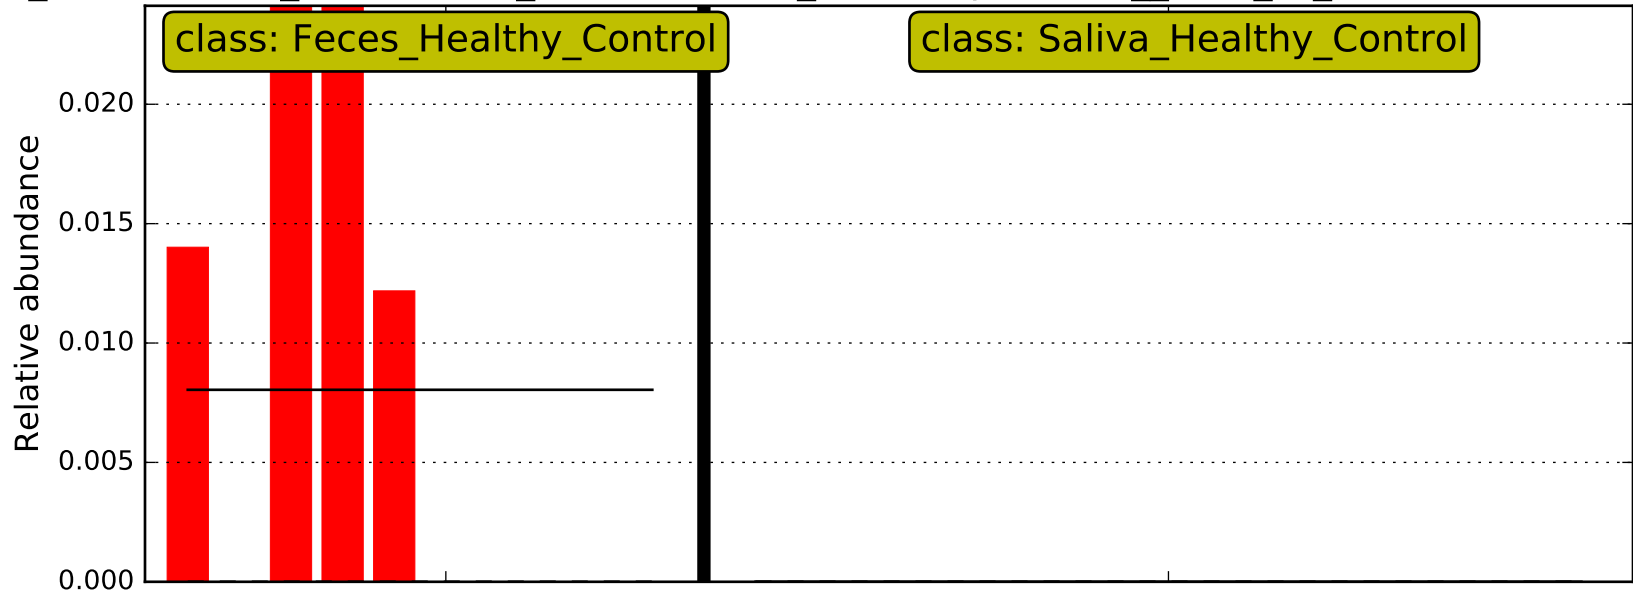 class: Feces_Healthy_Control
class: Saliva_Healthy_Control
Relative abundance
0.020
0.015
0.010
0.005
0.000